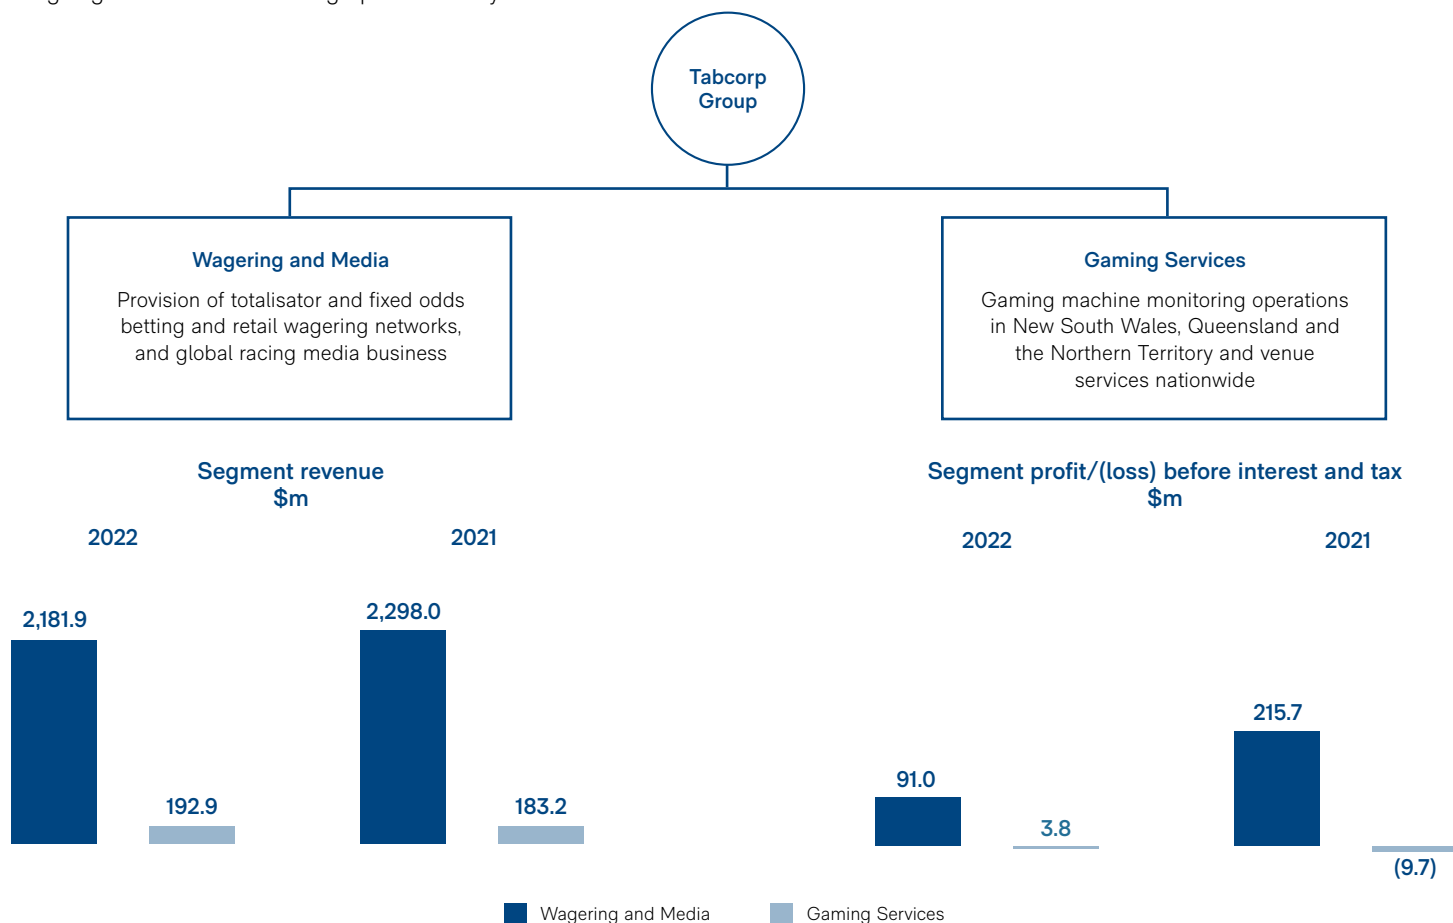 Tabcorp
Group
Wagering and Media
Provision of totalisator and fixed odds
betting and retail wagering networks,
and global racing media business
Gaming Services
Gaming machine monitoring operations
in New South Wales, Queensland and
the Northern Territory and venue
services nationwide
Segment revenue
$m
2022
2021
2,181.9
192.9
2,298.0
183.2
Segment profit/(loss) before interest and tax
$m
2022
2021
91.0
3.8
215.7
(9.7)
Wagering and Media
Gaming Services